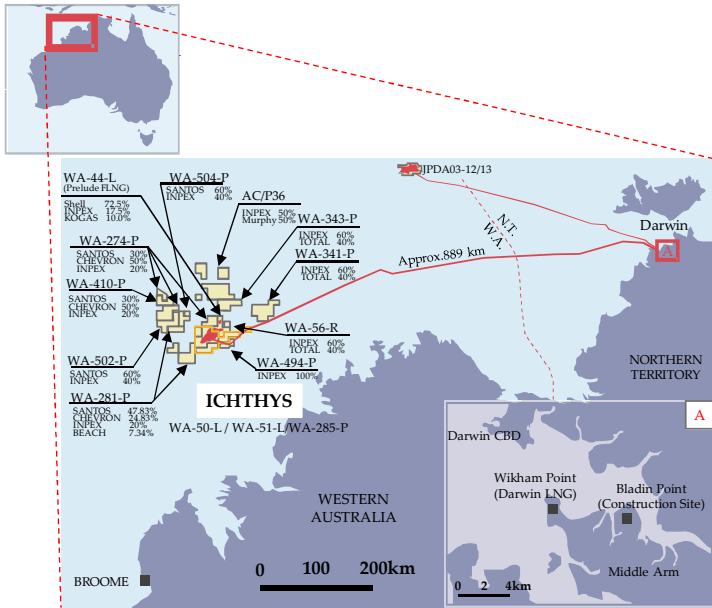 WA-44-L
(Prelude FLNG)
Shell 72.5%
INPEX 17.5%
KOGAS 10.0%
WA-504-P
SANTOS 60%
INPEX 40%
AC/P36
INPEX 50%
Murphy 50%
WA-343-P
INPEX 60%
TOTAL 40%
WA-341-P
INPEX 60%
TOTAL 40%
JPDA03-12/13
N.T.
W.A.
Darwin
A
Approx.889 km
WA-274-P
SANTOS 30%
CHEVRON 50%
INPEX 20%
WA-410-P
SANTOS 30%
CHEVRON 50%
INPEX 20%
WA-502-P
SANTOS 60%
INPEX 40%
WA-281-P
SANTOS 47.83%
CHEVRON 24.83%
INPEX 20%
BEACH 7.34%
WA-56-R
INPEX 60%
TOTAL 40%
WA-494-P
INPEX 100%
ICHTHYS
WA-50-L / WA-51-L/WA-285-P
NORTHERN
TERRITORY
WESTERN
AUSTRALIA
BROOME
0 100 200km
A
Darwin CBD
Wikham Point
(Darwin LNG)
Bladin Point
(Construction Site)
Middle Arm
0 2 4km